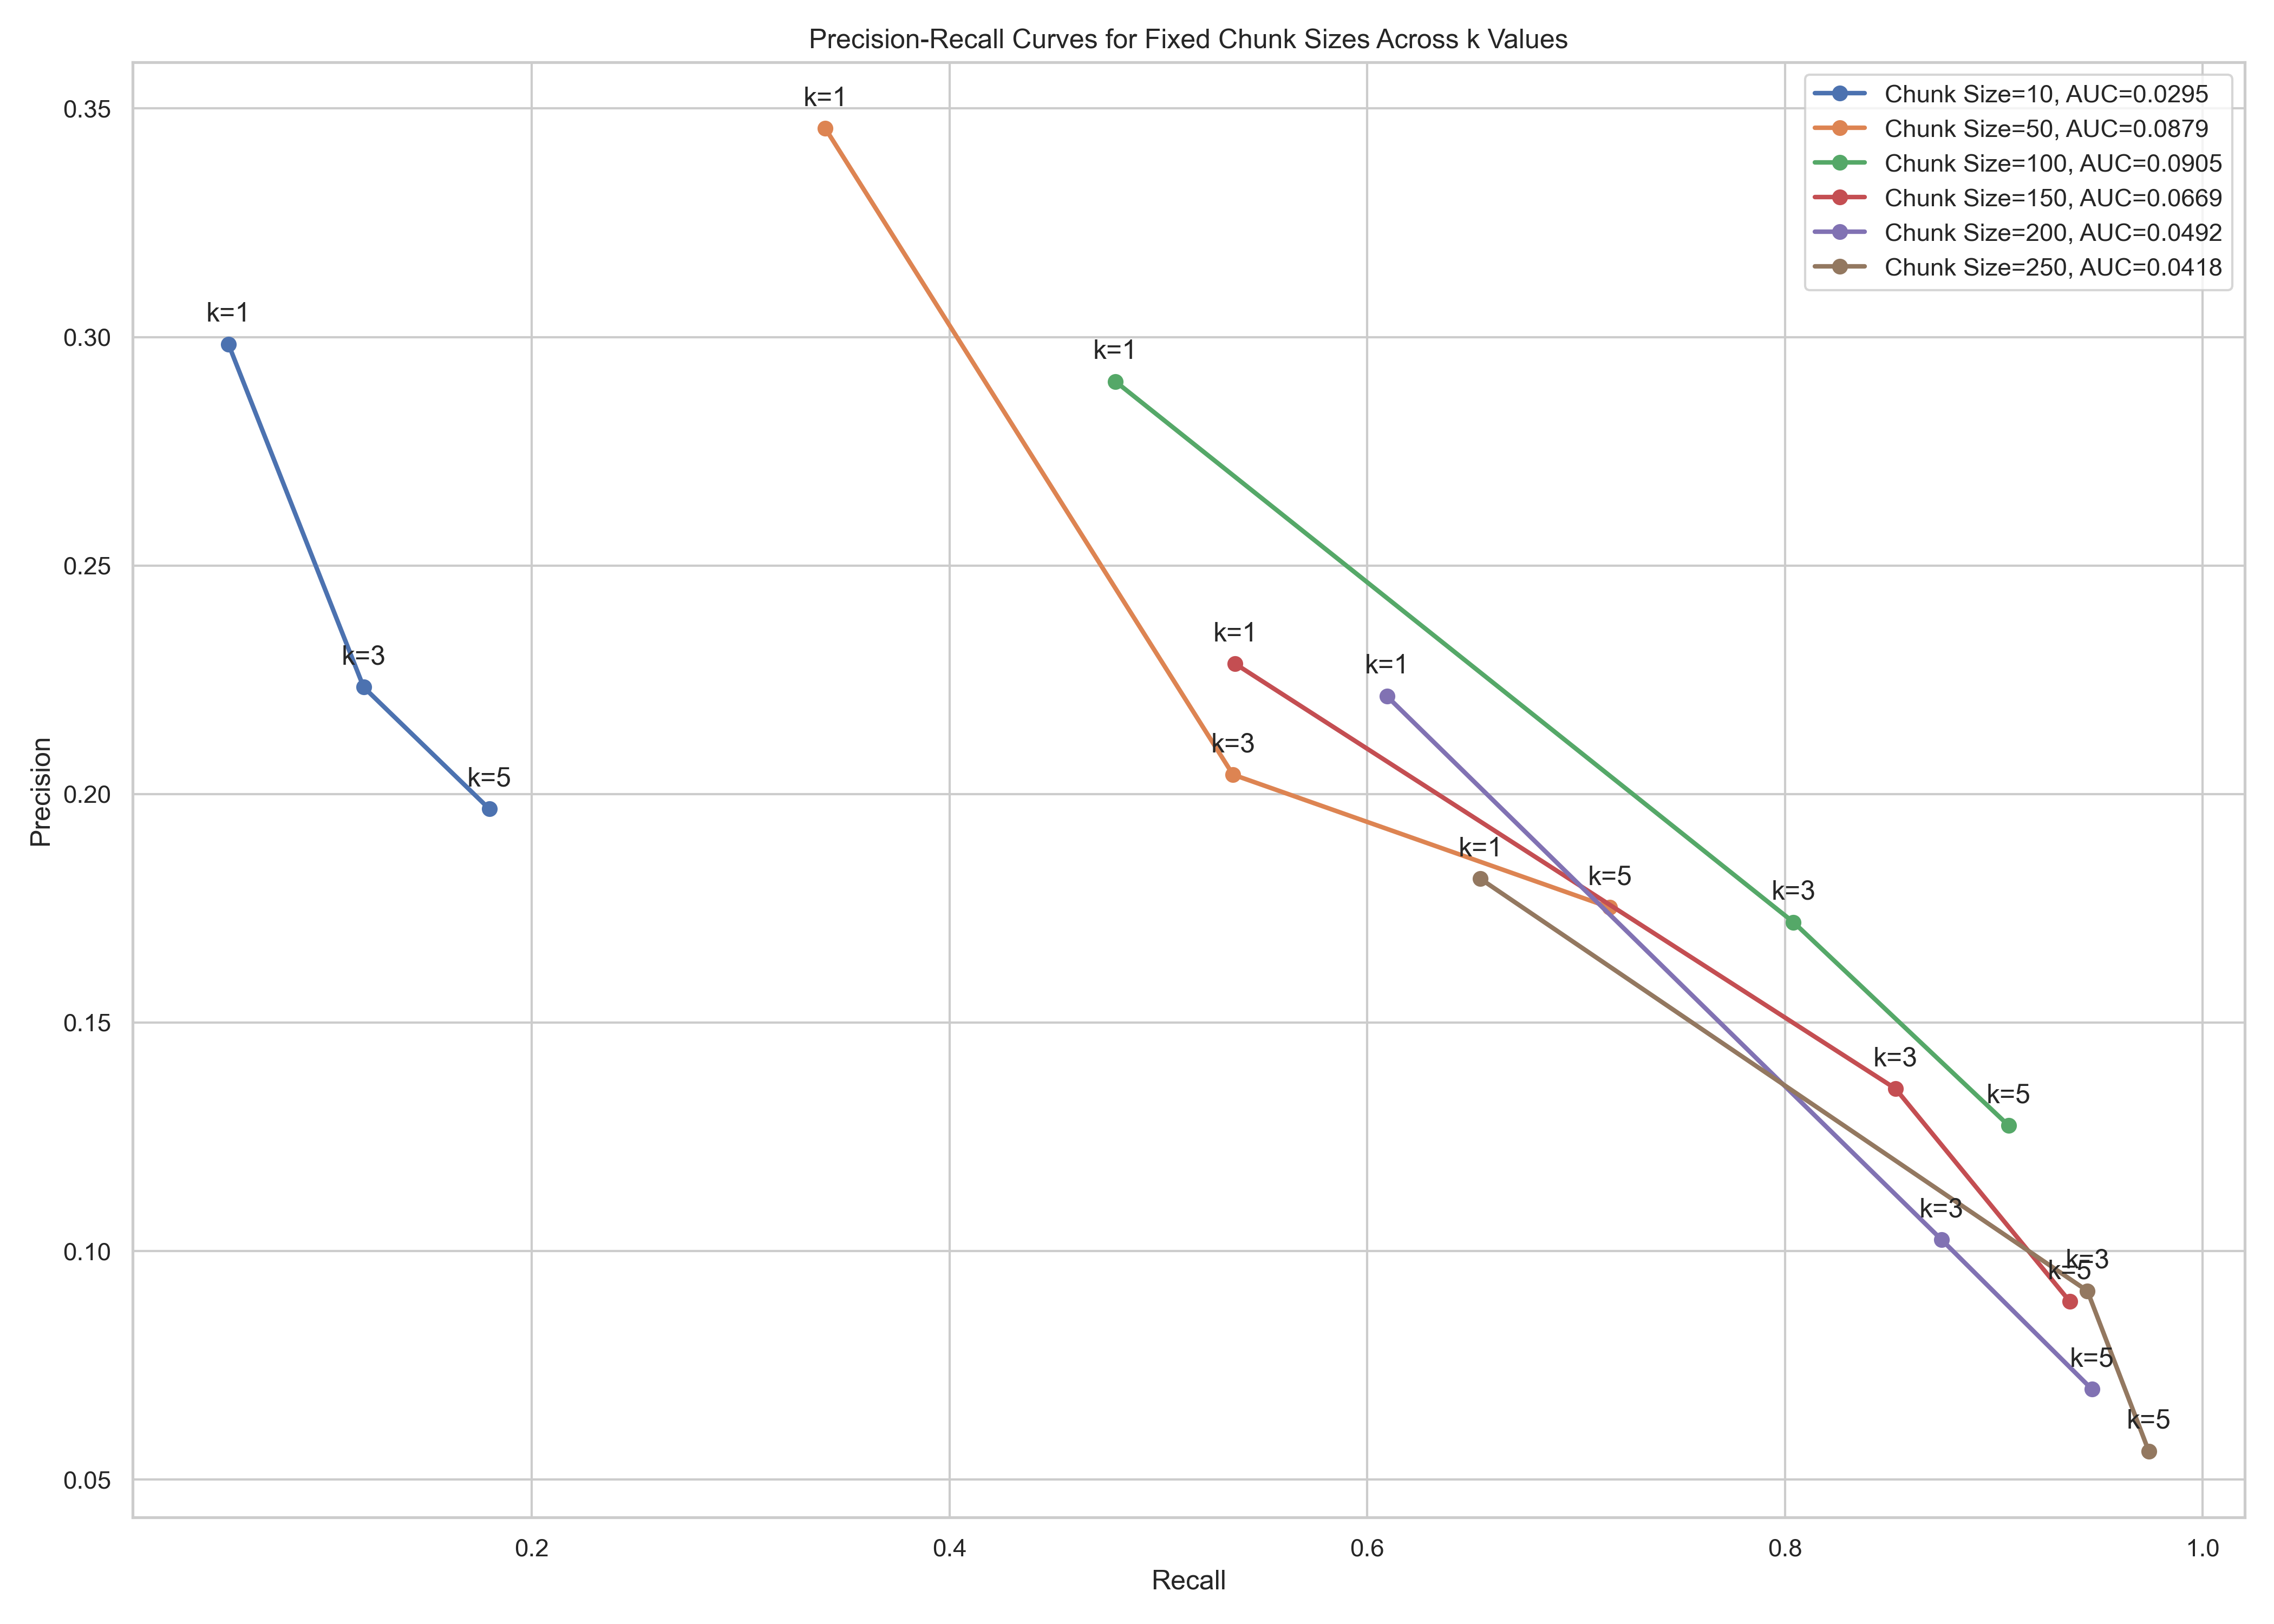 Precision-Recall Curves for Fixed Chunk Sizes Across k Values
Chunk Size=10, AUC=0.0295
Chunk Size=50, AUC=0.0879
Chunk Size=100, AUC=0.0905
Chunk Size=150, AUC=0.0669
Chunk Size=200, AUC=0.0492
Chunk Size=250, AUC=0.0418
Precision
0.35
0.30
0.25
0.20
0.15
0.10
0.05
k=1
k=3
k=5
k=1
k=3
k=5
k=1
k=3
k=5
k=1
k=3
k=5
k=1
k=3
k=5
k=1
k=3
k=5
0.2
0.4
0.6
0.8
1.0
Recall